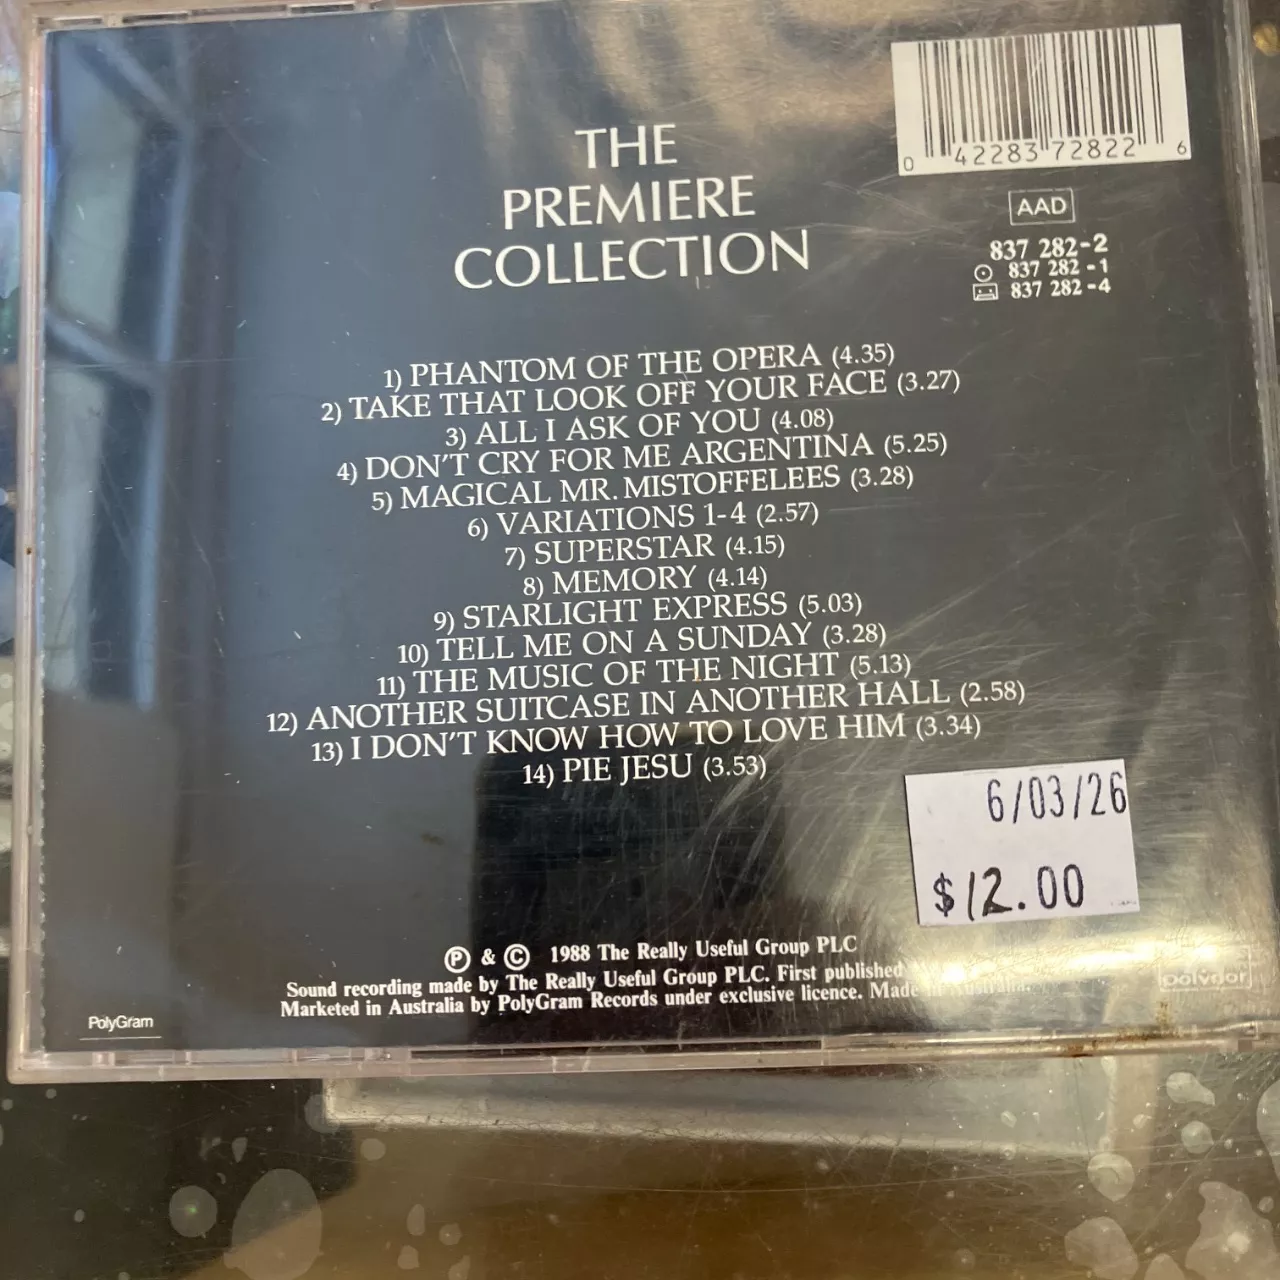 0 42283 72822 6
THE
PREMIERE
COLLECTION
AAD
837 282-2
837 282-1
837 282-4
1) PHANTOM OF THE OPERA (4.35)
2) TAKE THAT LOOK OFF YOUR FACE (3.27)
3) ALL I ASK OF YOU (4.08)
4) DON'T CRY FOR ME ARGENTINA (5.25)
5) MAGICAL MR. MISTOFFELEES (3.28)
6) VARIATIONS 1-4 (2.57)
7) SUPERSTAR (4.15)
8) MEMORY (4.14)
9) STARLIGHT EXPRESS (5.03)
10) TELL ME ON A SUNDAY (3.28)
11) THE MUSIC OF THE NIGHT (5.13)
12) ANOTHER SUITCASE IN ANOTHER HALL (2.58)
13) I DON'T KNOW HOW TO LOVE HIM (3.34)
14) PIE JESU (3.53)
6/03/26
$12.00
Ⓟ & © 1988 The Really Useful Group PLC
Sound recording made by The Really Useful Group PLC. First published
Marketed in Australia by PolyGram Records under exclusive licence. Made in Australia.
PolyGram
polydor